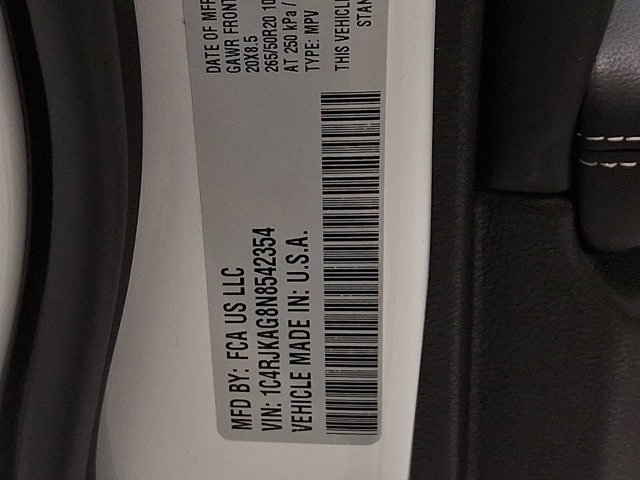 MFD BY: FCA US LLC
DATE OF MFR
GAWR FRONT
20X8.5
265/50R20 10
AT 250 kPa /
TYPE: MPV
VIN: 1C4RJKAG8N8542354
VEHICLE MADE IN: U.S.A.
THIS VEHICLE
STAN